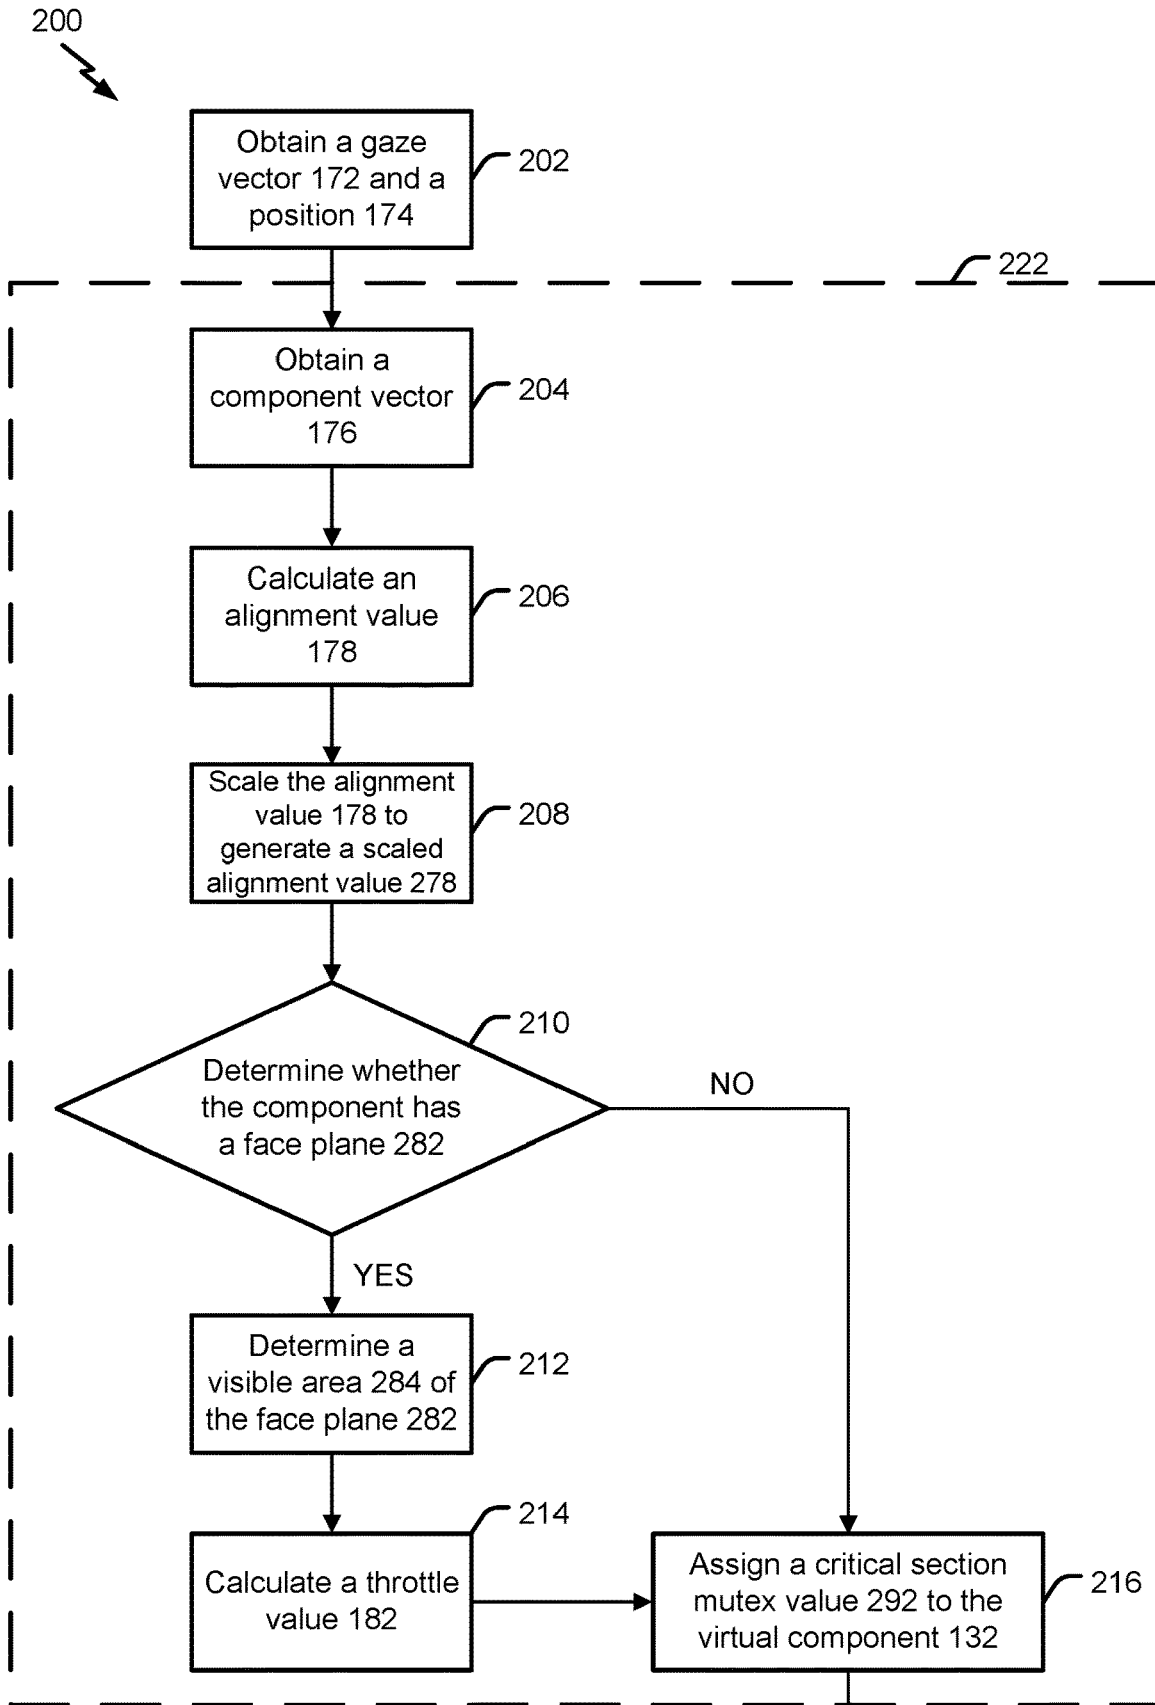 200
Obtain a gaze
vector 172 and a
position 174
202
222
Obtain a
component vector
176
204
Calculate an
alignment value
178
206
Scale the alignment
value 178 to
generate a scaled
alignment value 278
208
210
Determine whether
the component has
a face plane 282
NO
YES
Determine a
visible area 284 of
the face plane 282
212
214
Calculate a throttle
value 182
Assign a critical section
mutex value 292 to the
virtual component 132
216